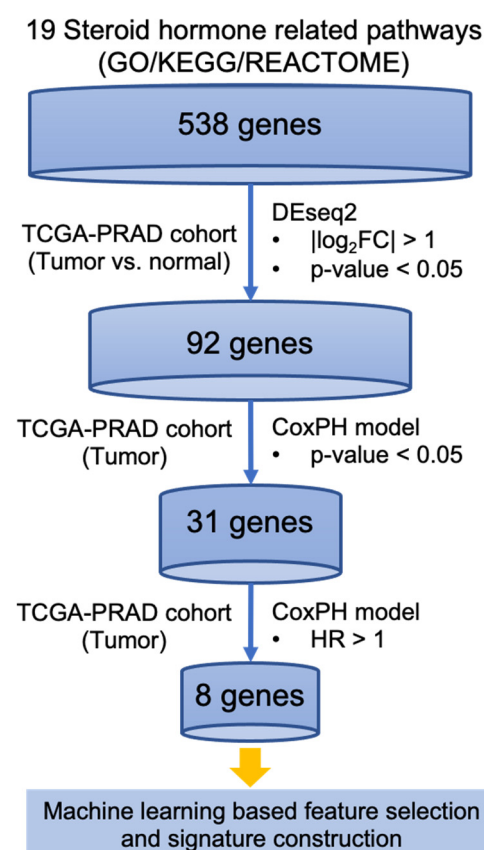 19 Steroid hormone related pathways
(GO/KEGG/REACTOME)
538 genes
TCGA-PRAD cohort
(Tumor vs. normal)
DEseq2
• |log₂FC| > 1
• p-value < 0.05
92 genes
TCGA-PRAD cohort
(Tumor)
CoxPH model
• p-value < 0.05
31 genes
TCGA-PRAD cohort
(Tumor)
CoxPH model
• HR > 1
8 genes
Machine learning based feature selection
and signature construction